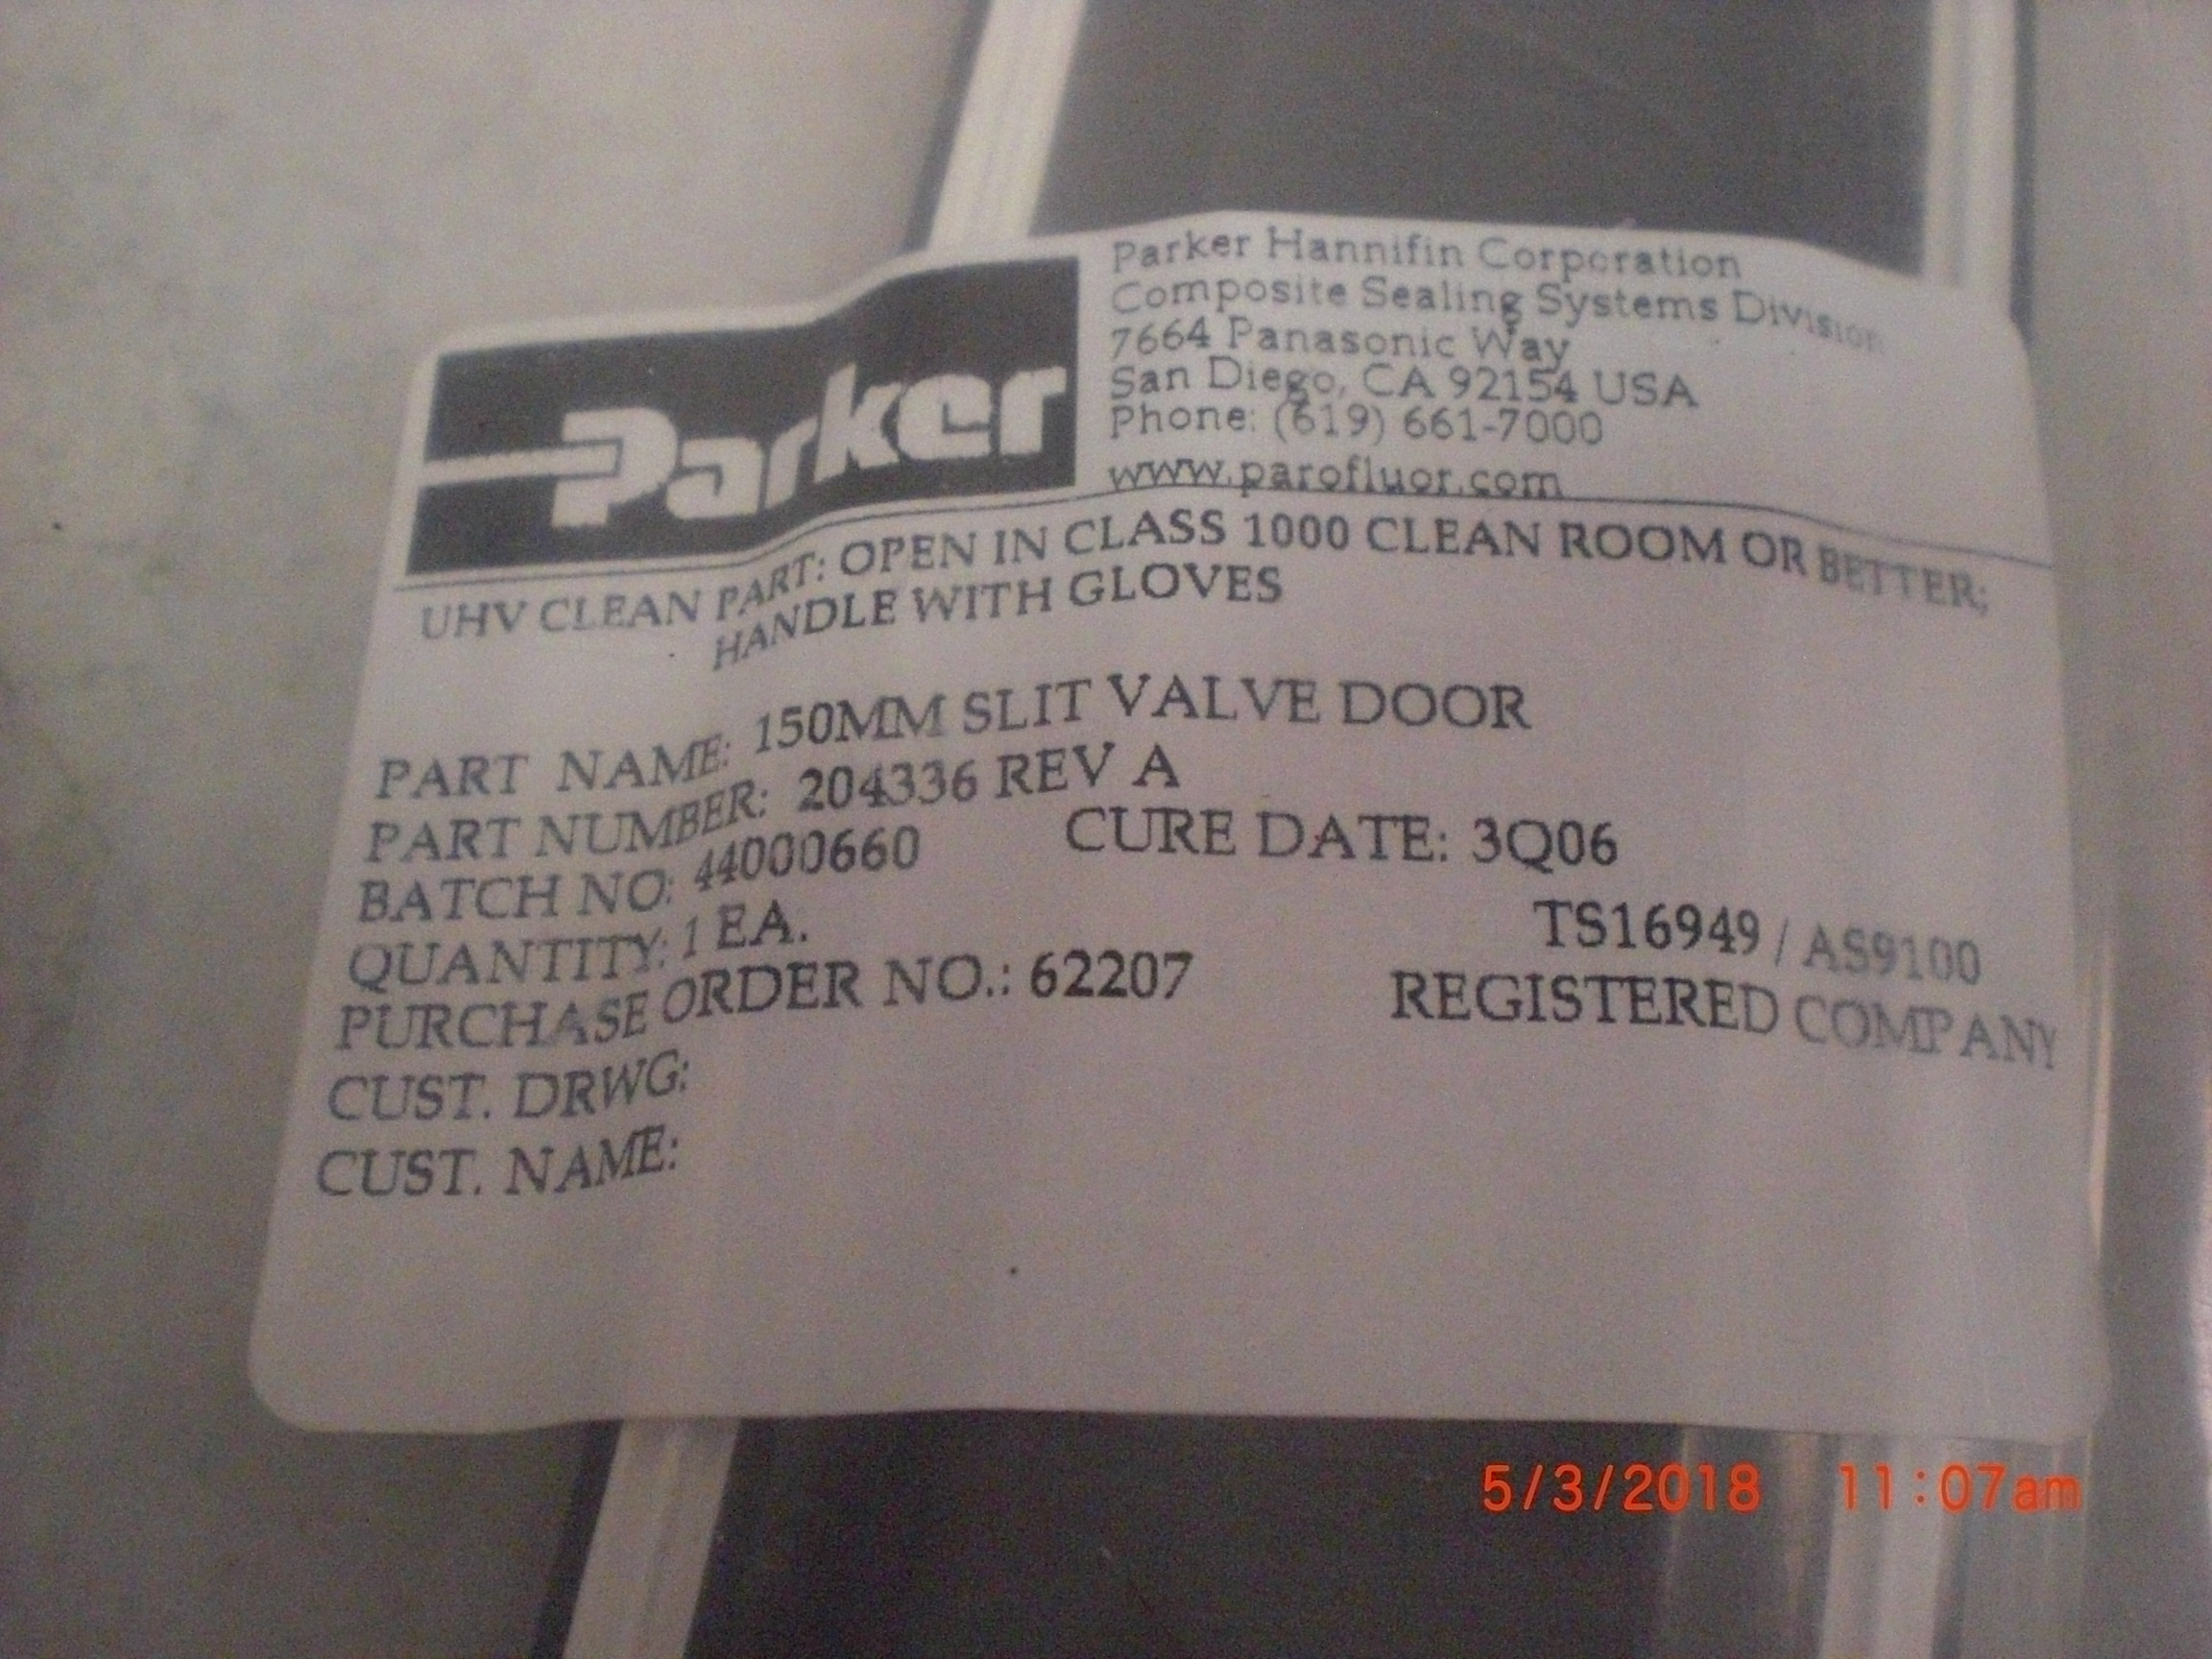 Parker
Parker Hannifin Corporation
Composite Sealing Systems Division
7664 Panasonic Way
San Diego, CA 92154 USA
Phone: (619) 661-7000
www.parofluor.com
UHV CLEAN PART: OPEN IN CLASS 1000 CLEAN ROOM OR BETTER;
HANDLE WITH GLOVES
PART NAME: 150MM SLIT VALVE DOOR
PART NUMBER: 204336 REV A
BATCH NO: 44000660 CURE DATE: 3Q06
QUANTITY: 1 EA.
TS16949 / AS9100
PURCHASE ORDER NO.: 62207
REGISTERED COMPANY
CUST. DRWG:
CUST. NAME:
5/3/2018 11:07am